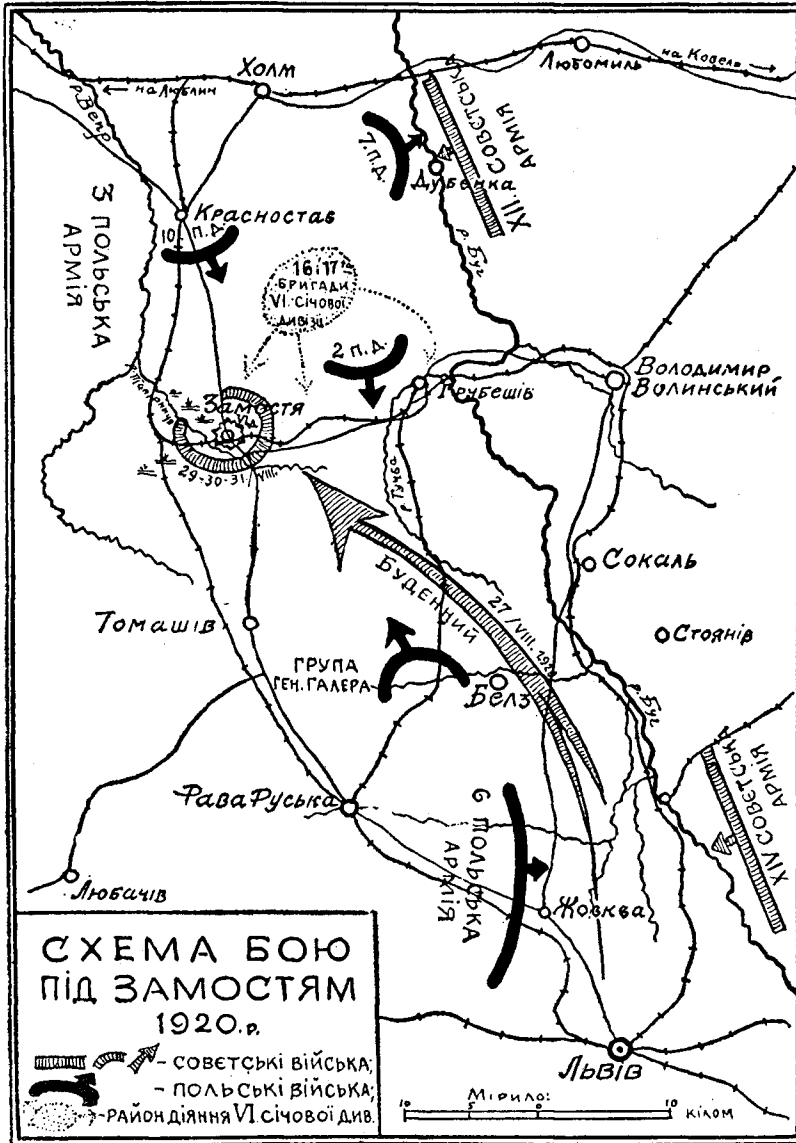 Холм
Любомиль
на Ковель
на Люблин
р. Вепр
XII. СОВЄТСЬКА
АРМІЯ
7. П.Д.
Дубенка
З ПОЛЬСЬКА
АРМІЯ
Красностав
10 П.Д.
р. Буг
16 і 17
БРИГАДИ
VI. СІЧОВОЇ
ДИВІЗІЇ
2 П.Д.
Грубешів
ВОЛОДИМИР
ВОЛИНСЬКИЙ
Замостя
VI.
29-30-31/VIII.
р. Гучва
БУДЕННИЙ
27/VIII. 1920
Сокаль
Томашів
Стоянів
ГРУПА
ГЕН. ГАЛЕРА
Белз
р. Буг
XIV СОВЄТСЬКА
АРМІЯ
Рава Руська
6 ПОЛЬСЬКА
АРМІЯ
Любачів
Жовква
Львів
СХЕМА БОЮ
ПІД ЗАМОСТЯМ
1920.р.
- СОВЄТСЬКІ ВІЙСЬКА;
- ПОЛЬСЬКІ ВІЙСЬКА;
- РАЙОН ДІЯННЯ VI. СІЧОВОЇ ДИВ.
Мірило:
10 5 0 10
кілом